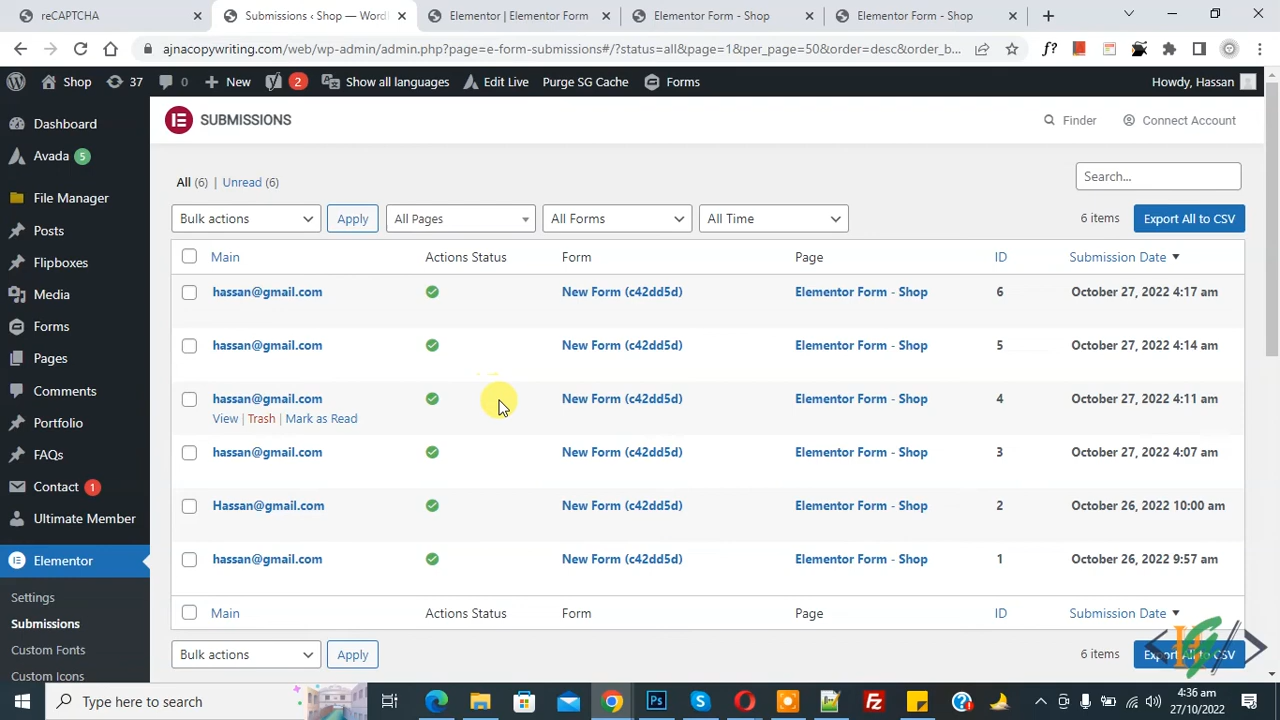 reCAPTCHA
Submissions ‹ Shop — WordI
Elementor | Elementor Form
Elementor Form - Shop
Elementor Form - Shop
ajnacopywriting.com/web/wp-admin/admin.php?page=e-form-submissions#/?status=all&page=1&per_page=50&order=desc&order_b...
f?
Shop
37
0
New
2
Show all languages
Edit Live
Purge SG Cache
Forms
Howdy, Hassan
Dashboard
Avada 5
File Manager
Posts
Flipboxes
Media
Forms
Pages
Comments
Portfolio
FAQs
Contact 1
Ultimate Member
Elementor
Settings
Submissions
Custom Fonts
Custom Icons
SUBMISSIONS
Finder
Connect Account
All (6) | Unread (6)
Search...
Bulk actions
Apply
All Pages
All Forms
All Time
6 items
Export All to CSV
Main Actions Status Form Page ID Submission Date
hassan@gmail.com New Form (c42dd5d) Elementor Form - Shop 6 October 27, 2022 4:17 am
hassan@gmail.com New Form (c42dd5d) Elementor Form - Shop 5 October 27, 2022 4:14 am
hassan@gmail.com New Form (c42dd5d) Elementor Form - Shop 4 October 27, 2022 4:11 am
View | Trash | Mark as Read
hassan@gmail.com New Form (c42dd5d) Elementor Form - Shop 3 October 27, 2022 4:07 am
Hassan@gmail.com New Form (c42dd5d) Elementor Form - Shop 2 October 26, 2022 10:00 am
hassan@gmail.com New Form (c42dd5d) Elementor Form - Shop 1 October 26, 2022 9:57 am
Main Actions Status Form Page ID Submission Date
Bulk actions
Apply
6 items
Export All to CSV
Type here to search
Ps
4:36 am
27/10/2022